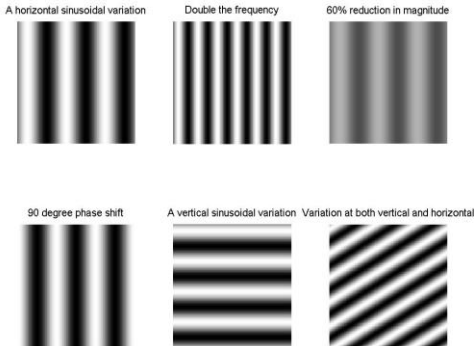 A horizontal sinusoidal variation
Double the frequency
60% reduction in magnitude
90 degree phase shift
A vertical sinusoidal variation
Variation at both vertical and horizontal